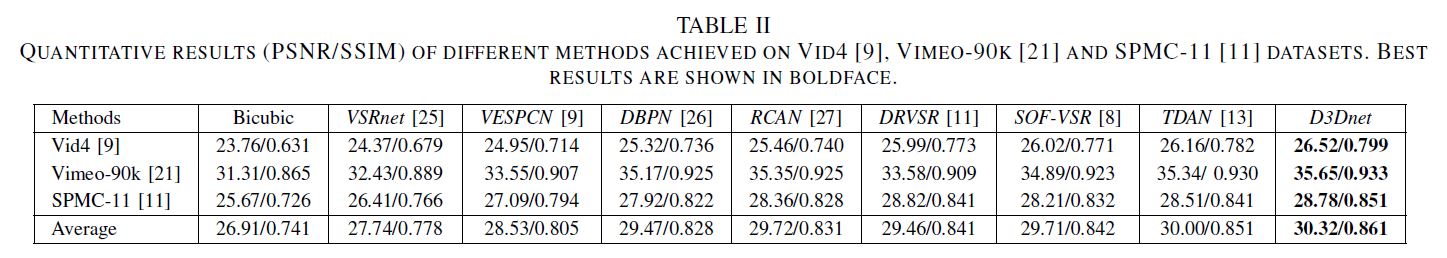 TABLE II
QUANTITATIVE RESULTS (PSNR/SSIM) OF DIFFERENT METHODS ACHIEVED ON VID4 [9], VIMEO-90K [21] AND SPMC-11 [11] DATASETS. BEST
RESULTS ARE SHOWN IN BOLDFACE.
Methods Bicubic VSRnet [25] VESPCN [9] DBPN [26] RCAN [27] DRVSR [11] SOF-VSR [8] TDAN [13] D3Dnet
Vid4 [9] 23.76/0.631 24.37/0.679 24.95/0.714 25.32/0.736 25.46/0.740 25.99/0.773 26.02/0.771 26.16/0.782 26.52/0.799
Vimeo-90k [21] 31.31/0.865 32.43/0.889 33.55/0.907 35.17/0.925 35.35/0.925 33.58/0.909 34.89/0.923 35.34/ 0.930 35.65/0.933
SPMC-11 [11] 25.67/0.726 26.41/0.766 27.09/0.794 27.92/0.822 28.36/0.828 28.82/0.841 28.21/0.832 28.51/0.841 28.78/0.851
Average 26.91/0.741 27.74/0.778 28.53/0.805 29.47/0.828 29.72/0.831 29.46/0.841 29.71/0.842 30.00/0.851 30.32/0.861